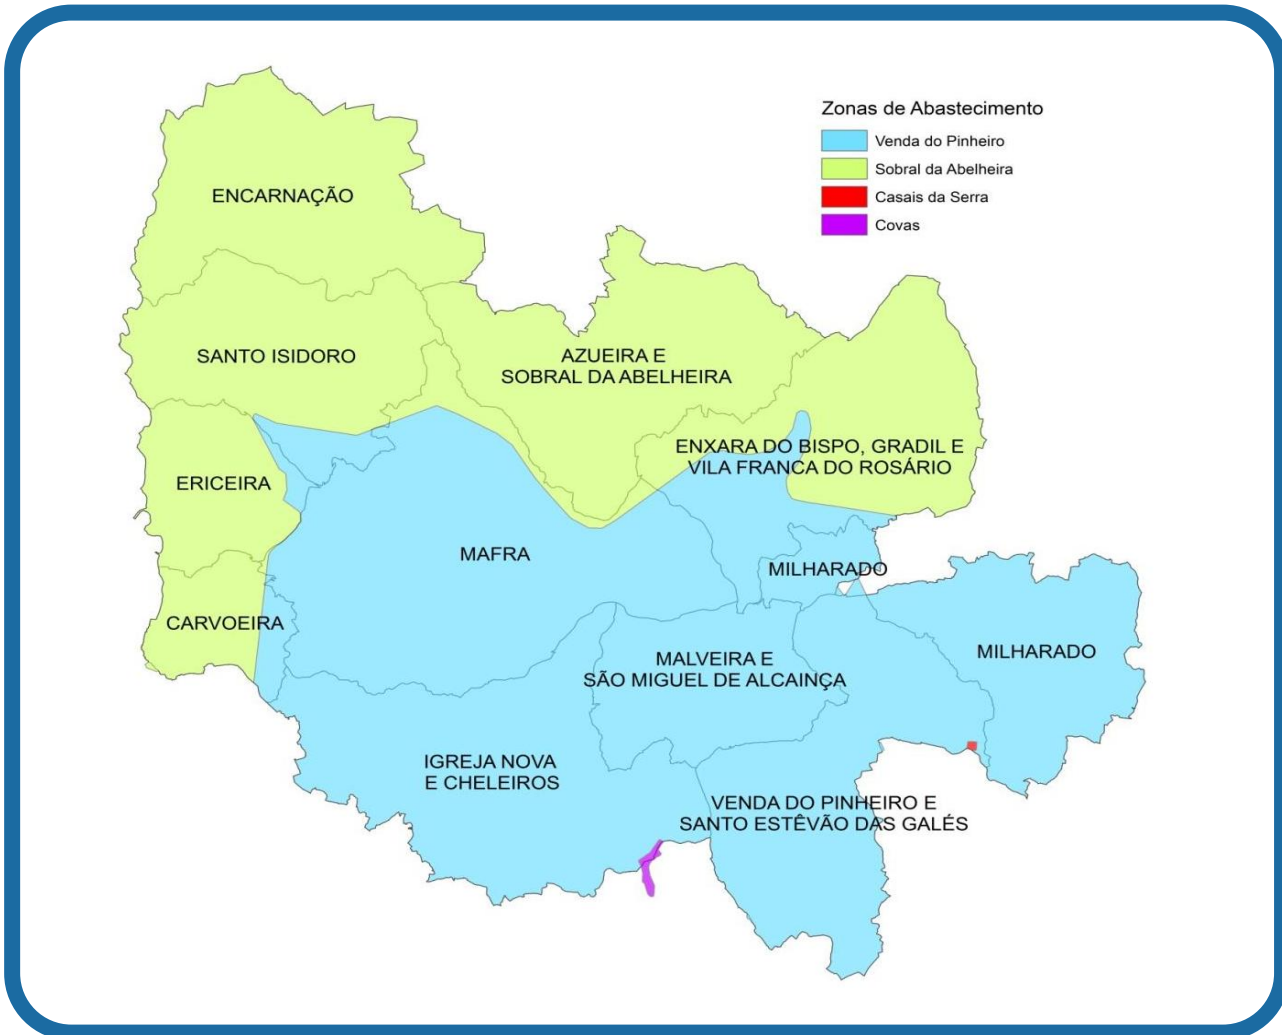 Zonas de Abastecimento
Venda do Pinheiro
Sobral da Abelheira
Casais da Serra
Covas
ENCARNAÇÃO
SANTO ISIDORO
AZUEIRA E
SOBRAL DA ABELHEIRA
ENXARA DO BISPO, GRADIL E
VILA FRANCA DO ROSÁRIO
ERICEIRA
MAFRA
MILHARADO
CARVOEIRA
MALVEIRA E
SÃO MIGUEL DE ALCAINÇA
MILHARADO
IGREJA NOVA
E CHELEIROS
VENDA DO PINHEIRO E
SANTO ESTÊVÃO DAS GALÉS